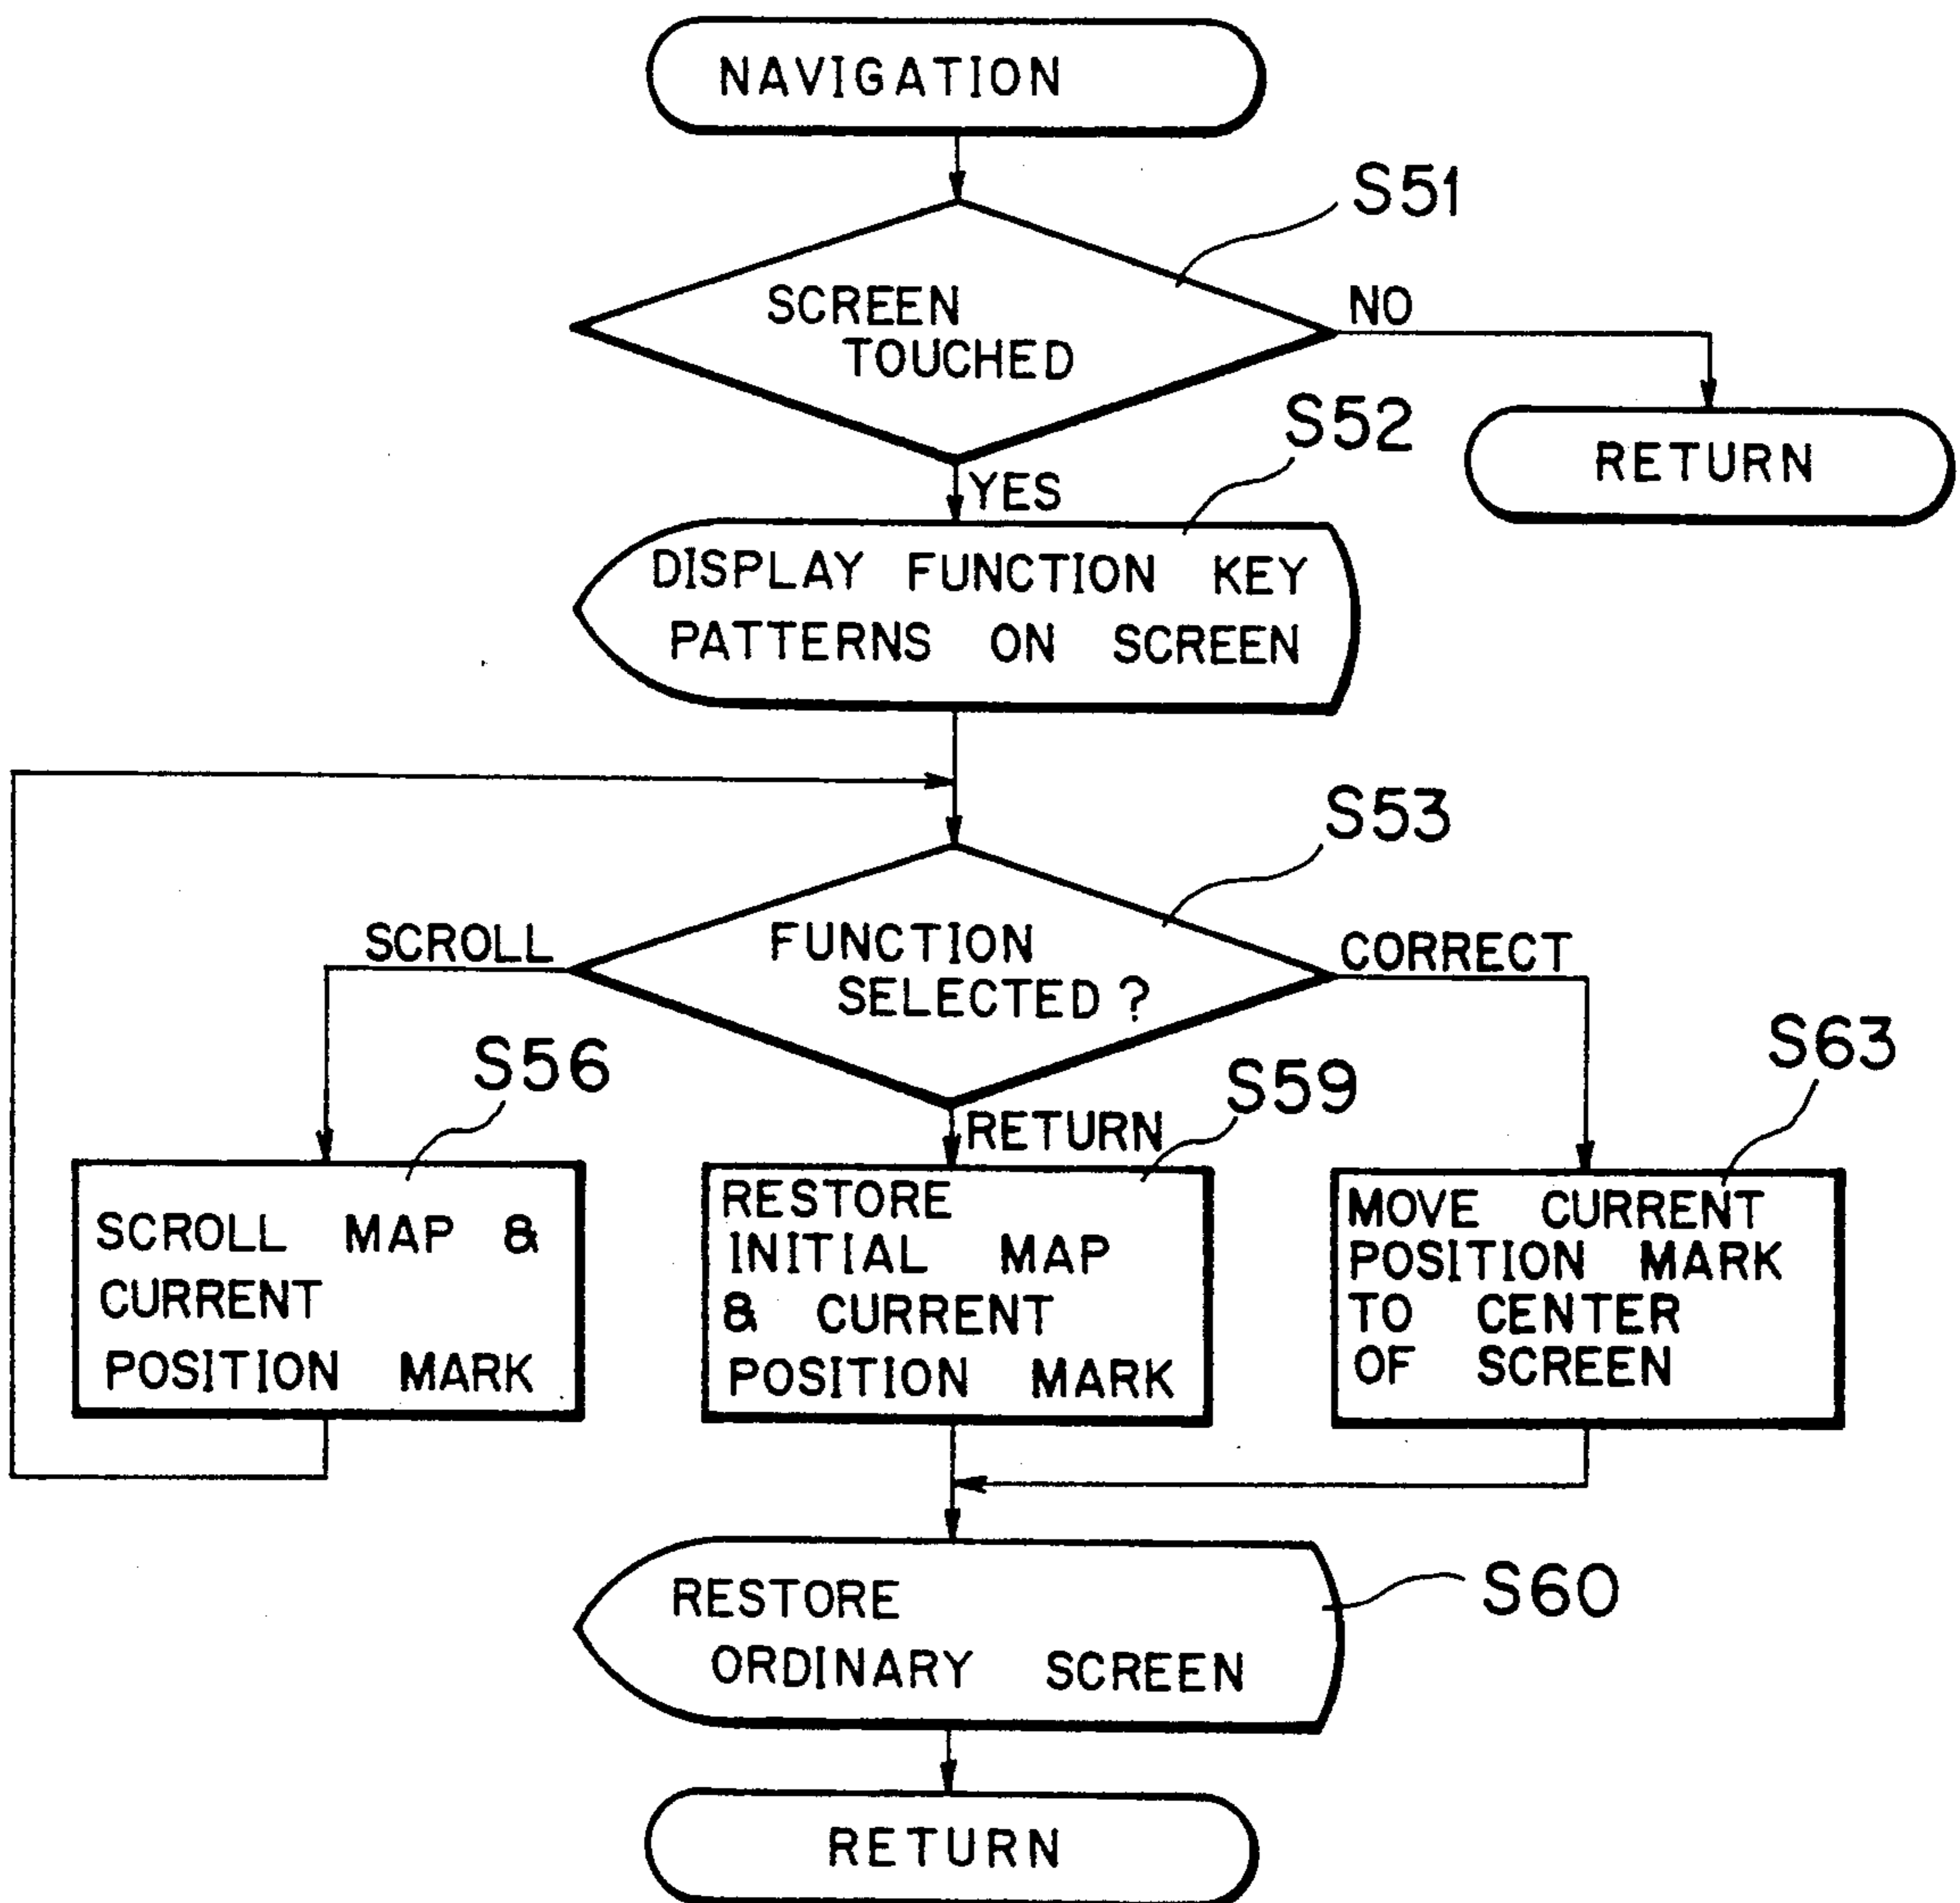 NAVIGATION
S51
SCREEN
TOUCHED
NO
S52
RETURN
YES
DISPLAY FUNCTION KEY
PATTERNS ON SCREEN
S53
SCROLL
FUNCTION
SELECTED ?
CORRECT
S56
S59
S63
RETURN
SCROLL MAP &
CURRENT
POSITION MARK
RESTORE
INITIAL MAP
& CURRENT
POSITION MARK
MOVE CURRENT
POSITION MARK
TO CENTER
OF SCREEN
RESTORE
ORDINARY SCREEN
S60
RETURN